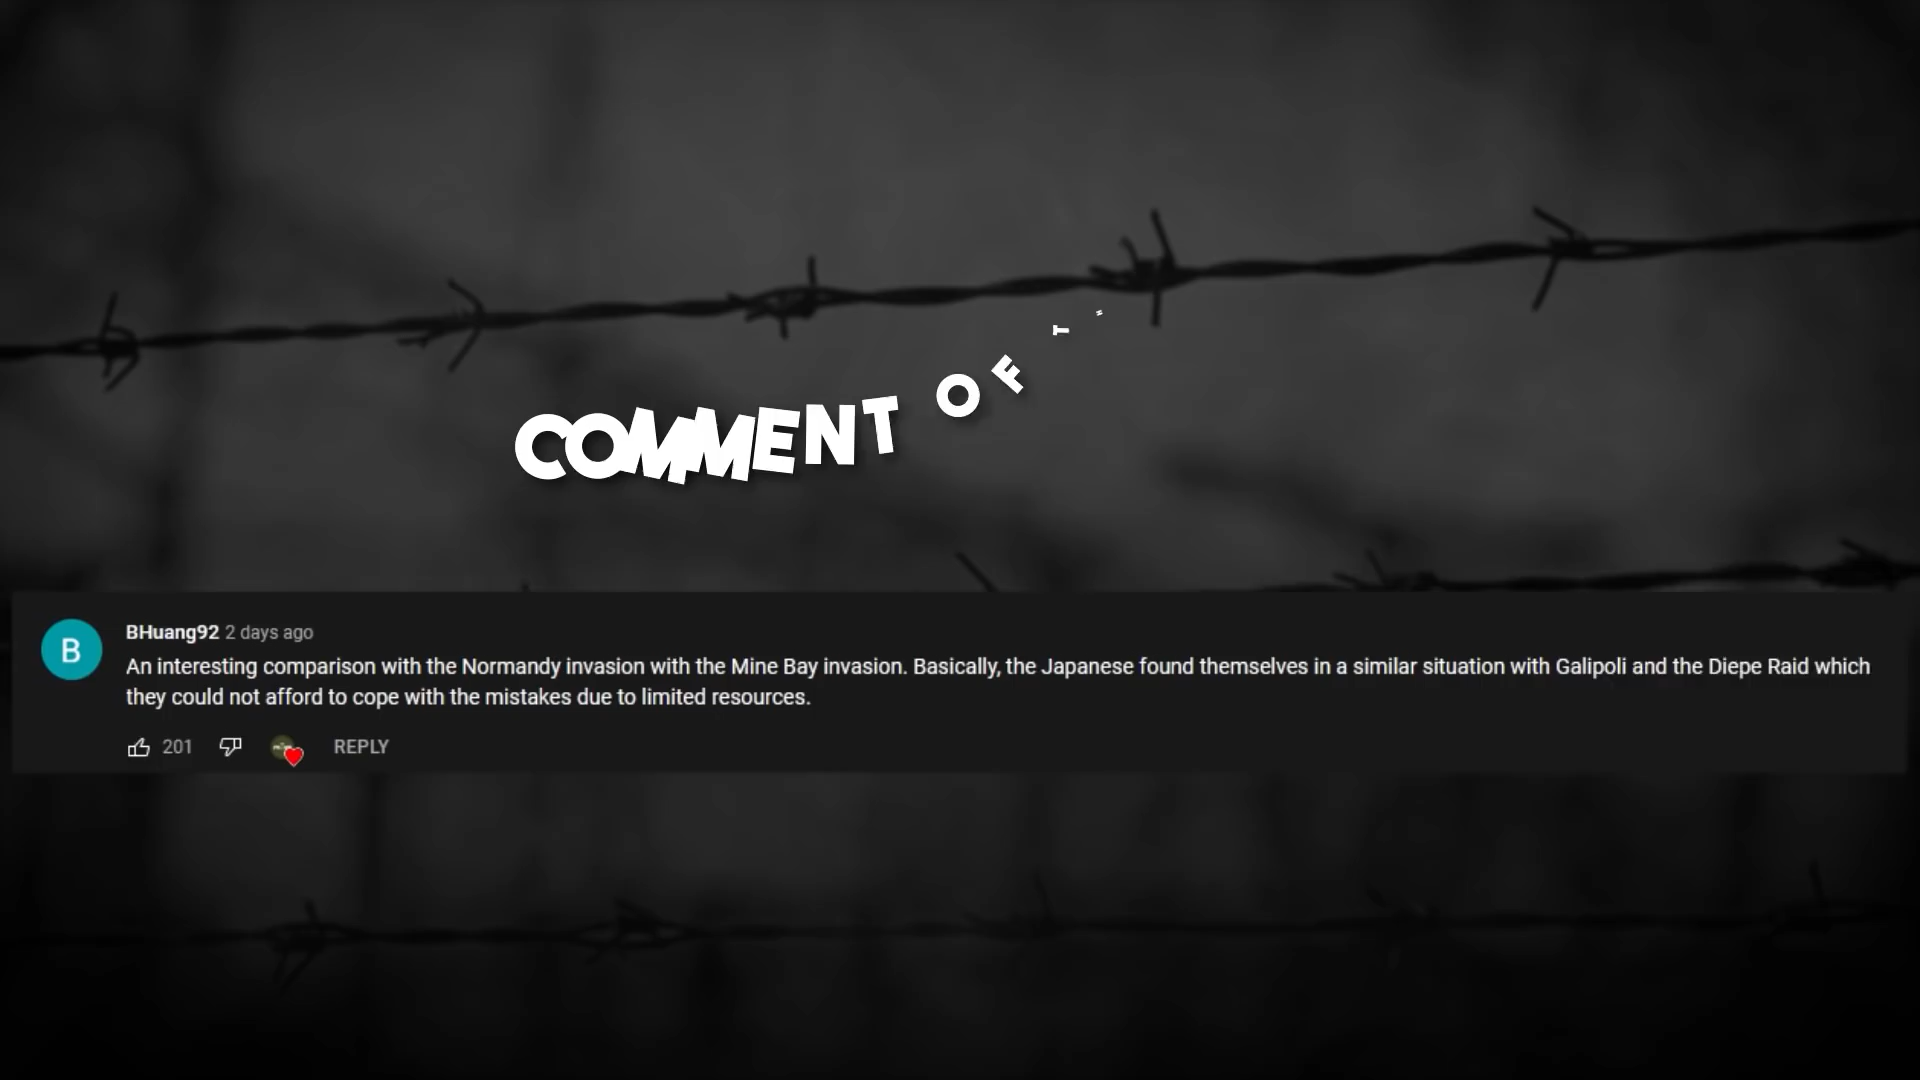 COMMENT OF T
B
BHuang92 2 days ago
An interesting comparison with the Normandy invasion with the Mine Bay invasion. Basically, the Japanese found themselves in a similar situation with Galipoli and the Diepe Raid which
they could not afford to cope with the mistakes due to limited resources.
201 REPLY